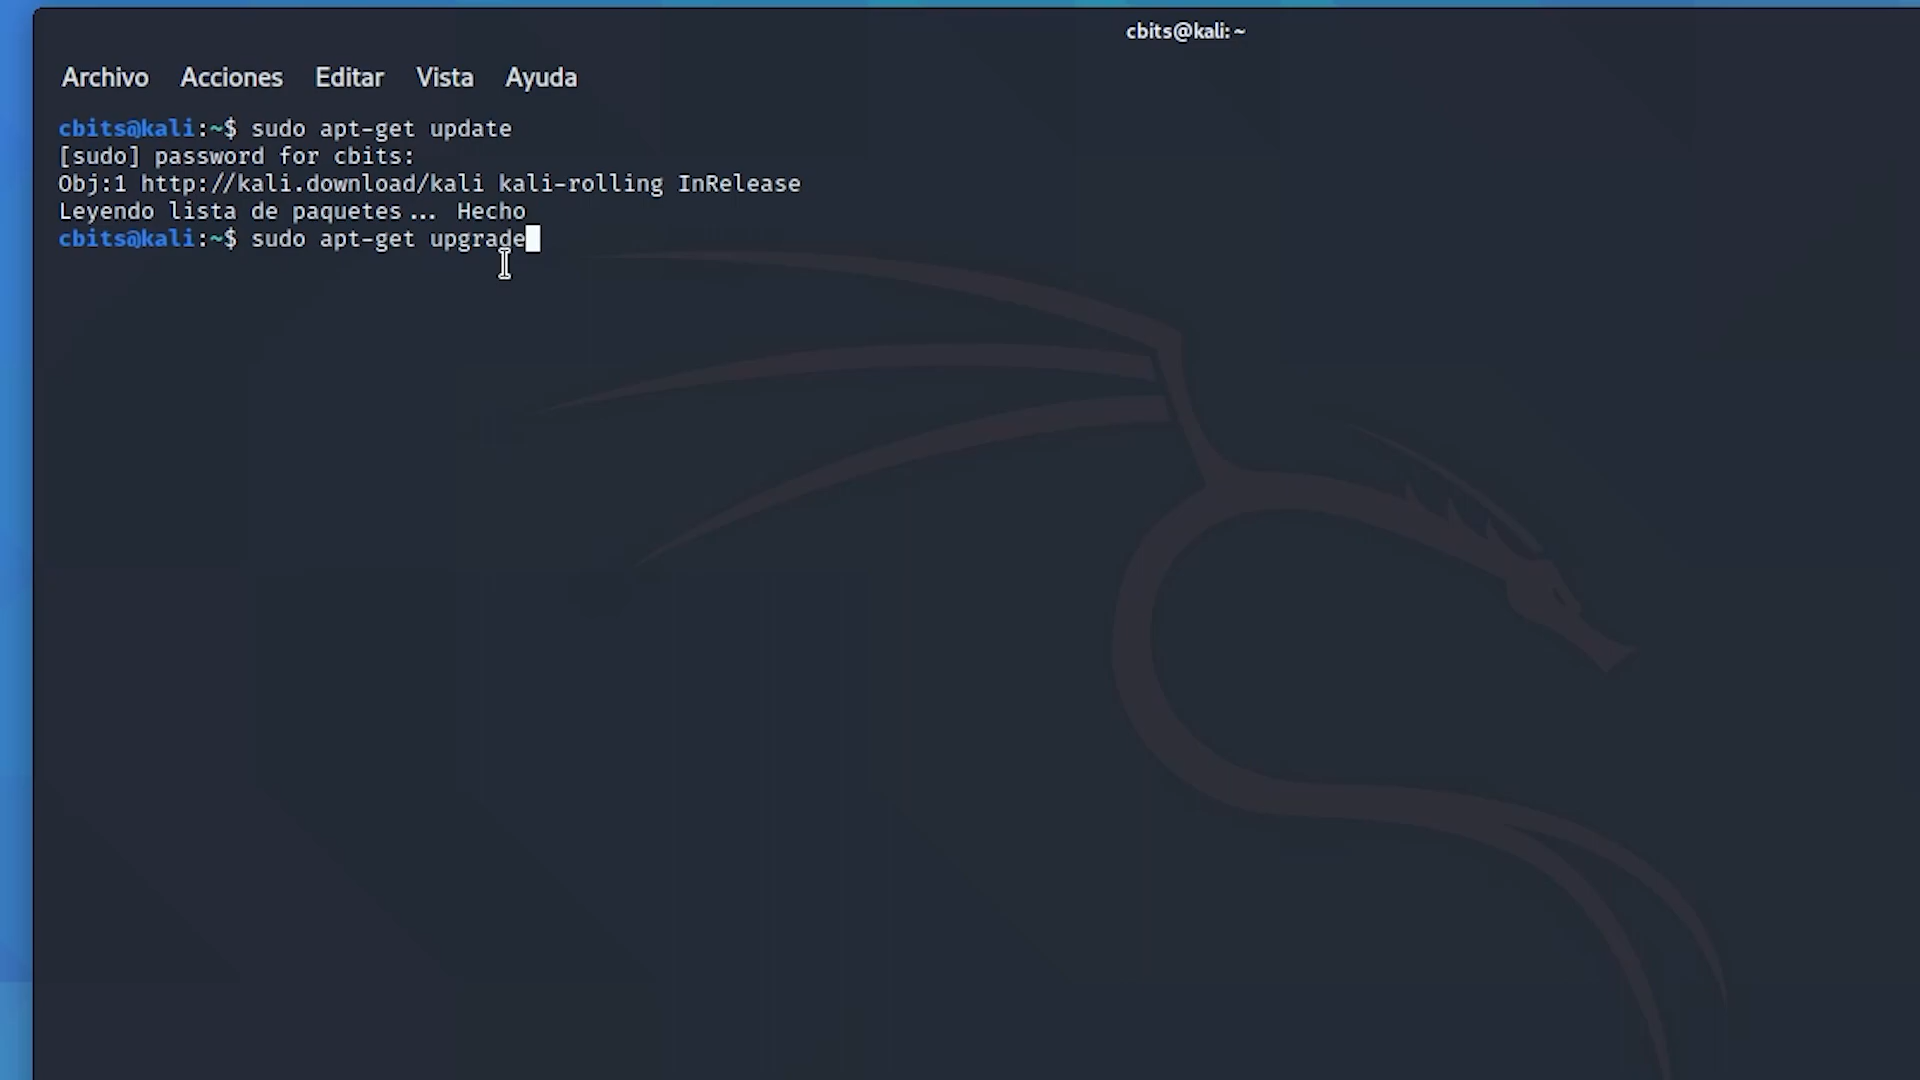 cbits@kali: ~
Archivo Acciones Editar Vista Ayuda
cbits@kali:~$ sudo apt-get update
[sudo] password for cbits:
Obj:1 http://kali.download/kali kali-rolling InRelease
Leyendo lista de paquetes... Hecho
cbits@kali:~$ sudo apt-get upgrade